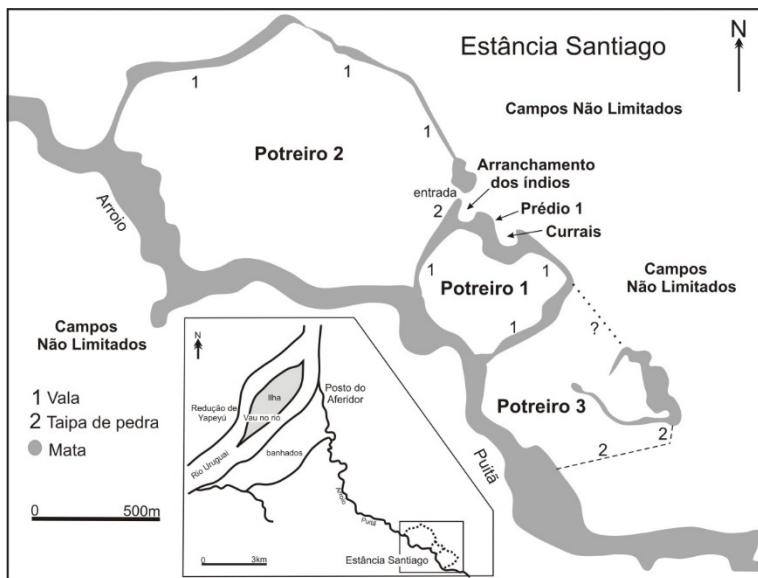 Estância Santiago
N
Campos Não Limitados
1
1
1
Potreiro 2
Arranchamento
dos índios
entrada
2
Prédio 1
Currais
Arroio
1
Potreiro 1
1
Campos
Não Limitados
?
1
Campos
Não Limitados
1 Vala
2 Taipa de pedra
Mata
0 500m
Potreiro 3
2
2
Puitã
N
Posto do
Aferidor
Ilha
Redução de
Yapeyú
Vau no rio
Rio Uruguai
banhados
Arroio
Puitã
Estância Santiago
0 3km